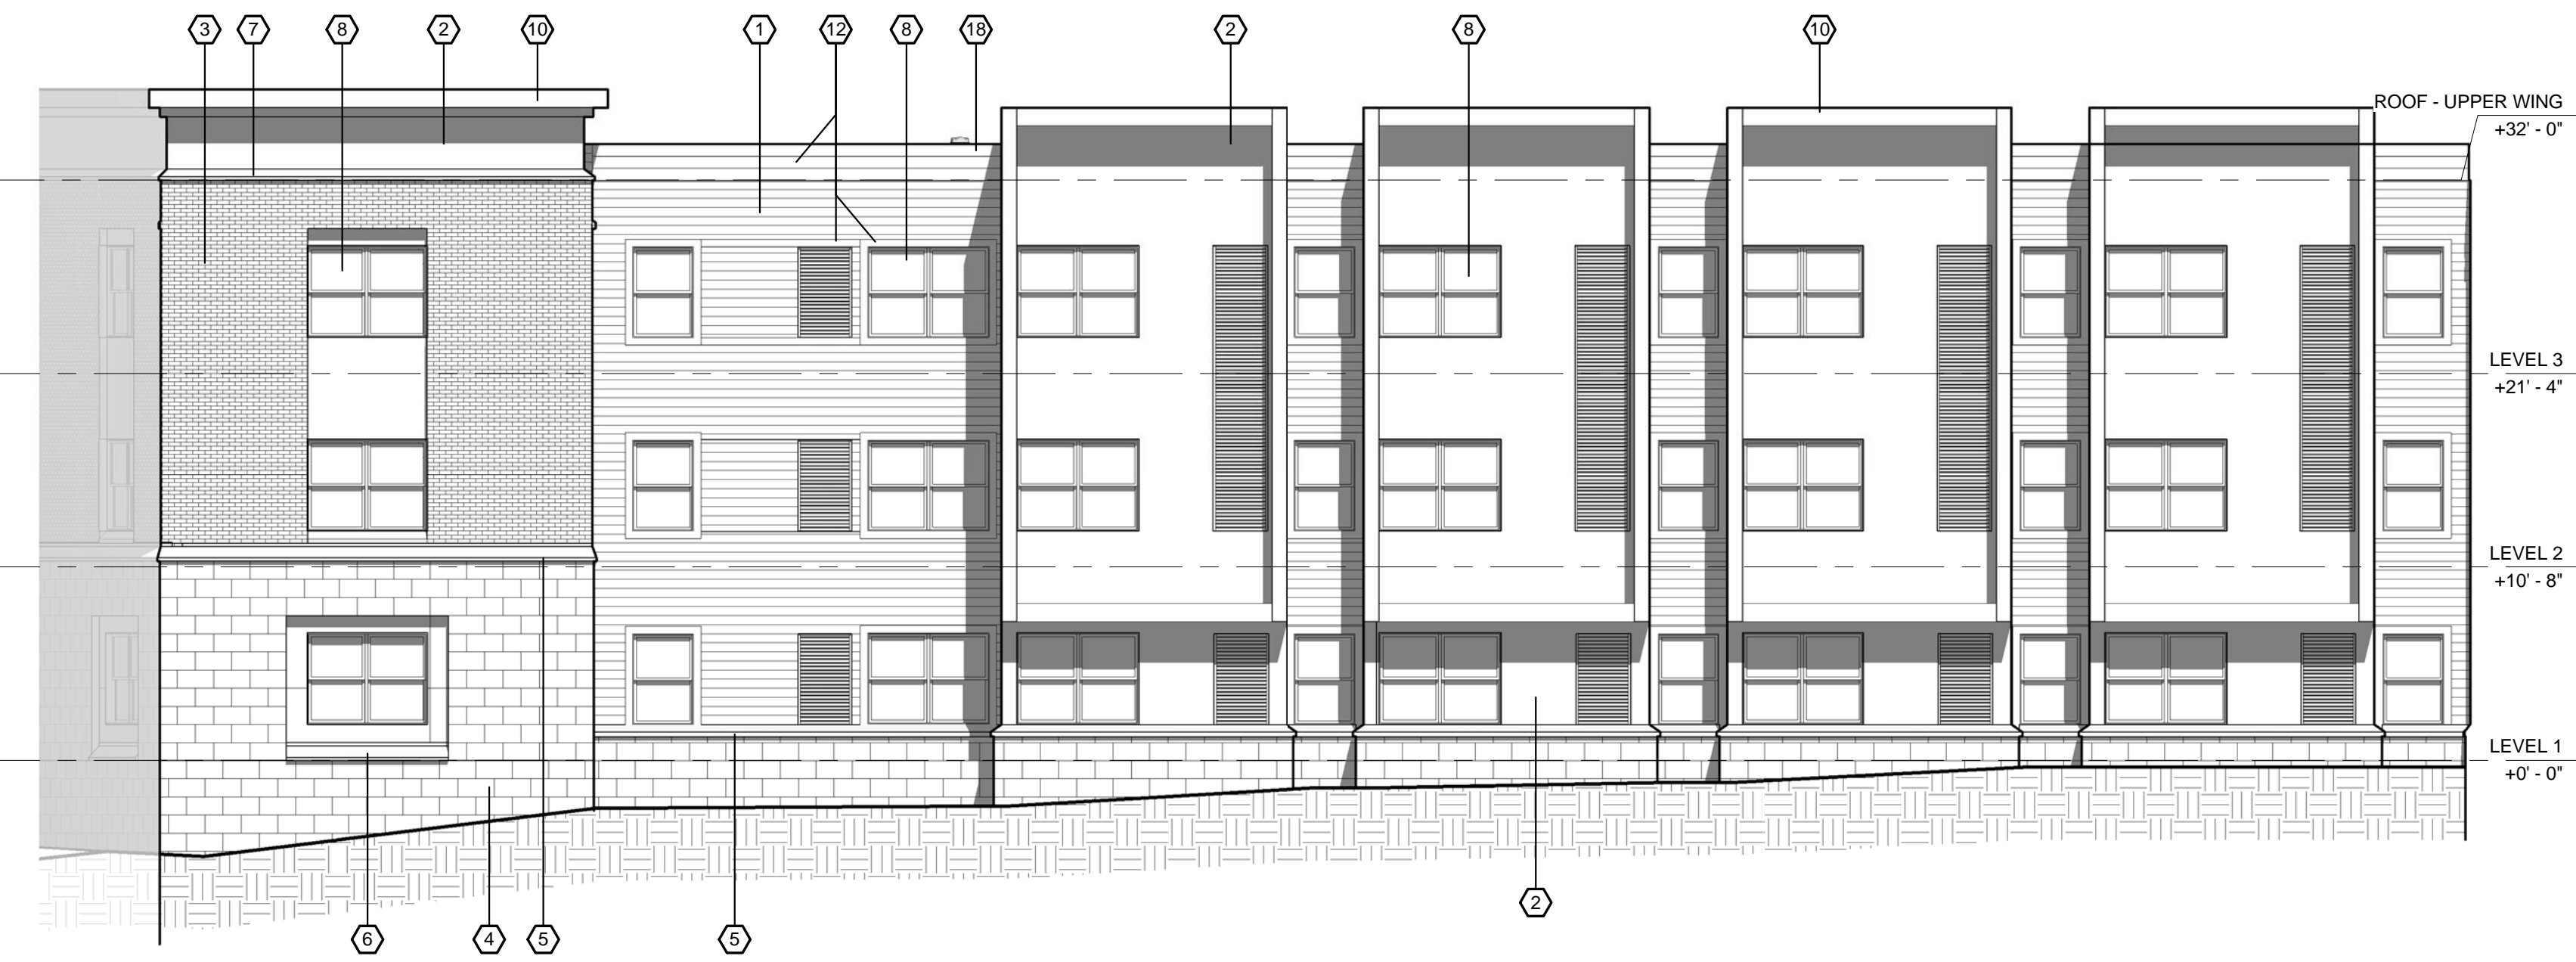 3
7
8
2
10
1
12
8
18
2
8
10
ROOF - UPPER WING
+32' - 0"
LEVEL 3
+21' - 4"
LEVEL 2
+10' - 8"
LEVEL 1
+0' - 0"
2
6
4
5
5